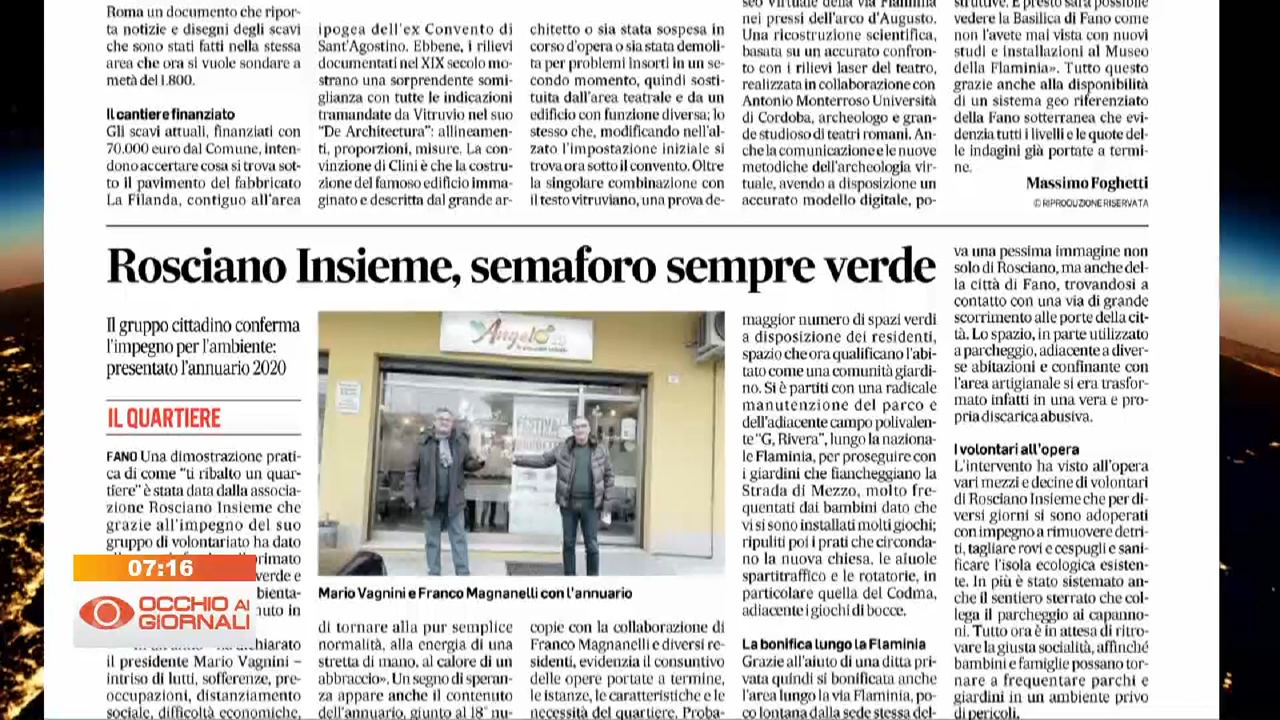 Roma un documento che ripor-
ta notizie e disegni degli scavi
che sono stati fatti nella stessa
area che ora si vuole sondare a
metà del 1.800.
Il cantiere finanziato
Gli scavi attuali, finanziati con
70.000 euro dal Comune, inten-
dono accertare cosa si trova sot-
to il pavimento del fabbricato
La Filanda, contiguo all'area
ipogea dell'ex Convento di
Sant'Agostino. Ebbene, i rilievi
documentati nel XIX secolo mo-
strano una sorprendente somi-
glianza con tutte le indicazioni
tramandate da Vitruvio nel suo
"De Architectura": allineamen-
ti, proporzioni, misure. La con-
vinzione di Clini è che la costru-
zione del famoso edificio imma-
ginato e descritta dal grande ar-
chitetto o sia stata sospesa in
corso d'opera o sia stata demoli-
ta per problemi insorti in un se-
condo momento, quindi sosti-
tuita dall'area teatrale e da un
edificio con funzione diversa; lo
stesso che, modificando nell'al-
zato l'impostazione iniziale si
trova ora sotto il convento. Oltre
la singolare combinazione con
il testo vitruviano, una prova de-
seo virtuale della via Flaminia
nei pressi dell'arco d'Augusto.
Una ricostruzione scientifica,
basata su un accurato confron-
to con i rilievi laser del teatro,
realizzata in collaborazione con
Antonio Monterroso Università
di Cordoba, archeologo e gran-
de studioso di teatri romani. An-
che la comunicazione e le nuove
metodiche dell'archeologia vir-
tuale, avendo a disposizione un
accurato modello digitale, po-
struttive. E presto sarà possibile
vedere la Basilica di Fano come
non l'avete mai vista con nuovi
studi e installazioni al Museo
della Flaminia». Tutto questo
grazie anche alla disponibilità
di un sistema geo riferenziato
della Fano sotterranea che evi-
denzia tutti i livelli e le quote del-
le indagini già portate a termi-
ne.
Massimo Foghetti
© RIPRODUZIONE RISERVATA
Rosciano Insieme, semaforo sempre verde
Il gruppo cittadino conferma
l'impegno per l'ambiente:
presentato l'annuario 2020
IL QUARTIERE
FANO Una dimostrazione prati-
ca di come "ti ribalto un quar-
tiere" è stata data dalla associa-
zione Rosciano Insieme che
grazie all'impegno del suo
gruppo di volontariato ha dato
primato
verde e
bienta-
nuto in
chiarato
il presidente Mario Vagnini –
intriso di lutti, sofferenze, pre-
occupazioni, distanziamento
sociale, difficoltà economiche,
Angelo
FESTIVAL
Mario Vagnini e Franco Magnanelli con l'annuario
di tornare alla pur semplice
normalità, alla energia di una
stretta di mano, al calore di un
abbraccio». Un segno di speran-
za appare anche il contenuto
dell'annuario, giunto al 18° nu-
copie con la collaborazione di
Franco Magnanelli e diversi re-
sidenti, evidenzia il consuntivo
delle opere portate a termine,
le istanze, le caratteristiche e le
necessità del quartiere. Proba-
maggior numero di spazi verdi
a disposizione dei residenti,
spazio che ora qualificano l'abi-
tato come una comunità giardi-
no. Si è partiti con una radicale
manutenzione del parco e
dell'adiacente campo polivalen-
te "G, Rivera", lungo la naziona-
le Flaminia, per proseguire con
i giardini che fiancheggiano la
Strada di Mezzo, molto fre-
quentati dai bambini dato che
vi si sono installati molti giochi;
ripuliti poi i prati che circonda-
no la nuova chiesa, le aiuole
spartitraffico e le rotatorie, in
particolare quella del Codma,
adiacente i giochi di bocce.
La bonifica lungo la Flaminia
Grazie all'aiuto di una ditta pri-
vata quindi si bonificata anche
l'area lungo la via Flaminia, po-
co lontana dalla sede stessa del-
va una pessima immagine non
solo di Rosciano, ma anche del-
la città di Fano, trovandosi a
contatto con una via di grande
scorrimento alle porte della cit-
tà. Lo spazio, in parte utilizzato
a parcheggio, adiacente a diver-
se abitazioni e confinante con
l'area artigianale si era trasfor-
mato infatti in una vera e pro-
pria discarica abusiva.
I volontari all'opera
L'intervento ha visto all'opera
vari mezzi e decine di volontari
di Rosciano Insieme che per di-
versi giorni si sono adoperati
con impegno a rimuovere detri-
ti, tagliare rovi e cespugli e sani-
ficare l'isola ecologica esisten-
te. In più è stato sistemato an-
che il sentiero sterrato che col-
lega il parcheggio ai capanno-
ni. Tutto ora è in attesa di ritro-
vare la giusta socialità, affinché
bambini e famiglie possano tor-
nare a frequentare parchi e
giardini in un ambiente privo
di pericoli.
07:16
OCCHIO AI
GIORNALI